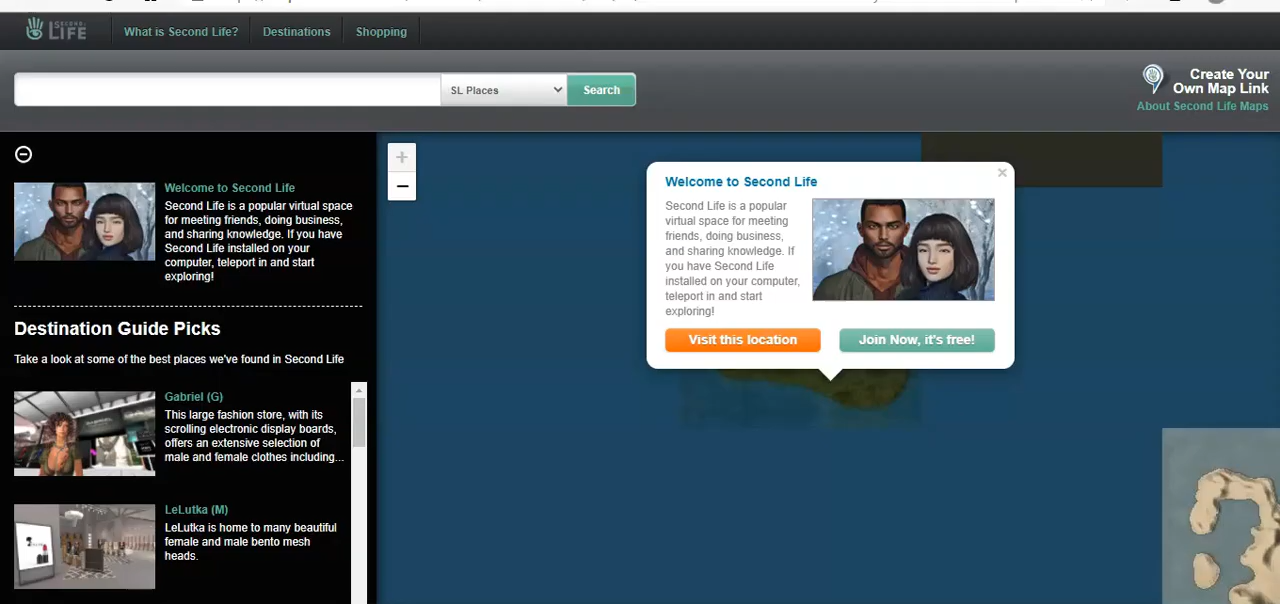 SECOND
LIFE
What is Second Life?
Destinations
Shopping
SL Places
Search
Create Your
Own Map Link
About Second Life Maps
Welcome to Second Life
Second Life is a popular virtual space
for meeting friends, doing business,
and sharing knowledge. If you have
Second Life installed on your
computer, teleport in and start
exploring!
Destination Guide Picks
Take a look at some of the best places we've found in Second Life
Gabriel (G)
This large fashion store, with its
scrolling electronic display boards,
offers an extensive selection of
male and female clothes including...
LeLutka (M)
LeLutka is home to many beautiful
female and male bento mesh
heads.
+
−
Welcome to Second Life
Second Life is a popular
virtual space for meeting
friends, doing business,
and sharing knowledge. If
you have Second Life
installed on your computer,
teleport in and start
exploring!
Visit this location
Join Now, it's free!